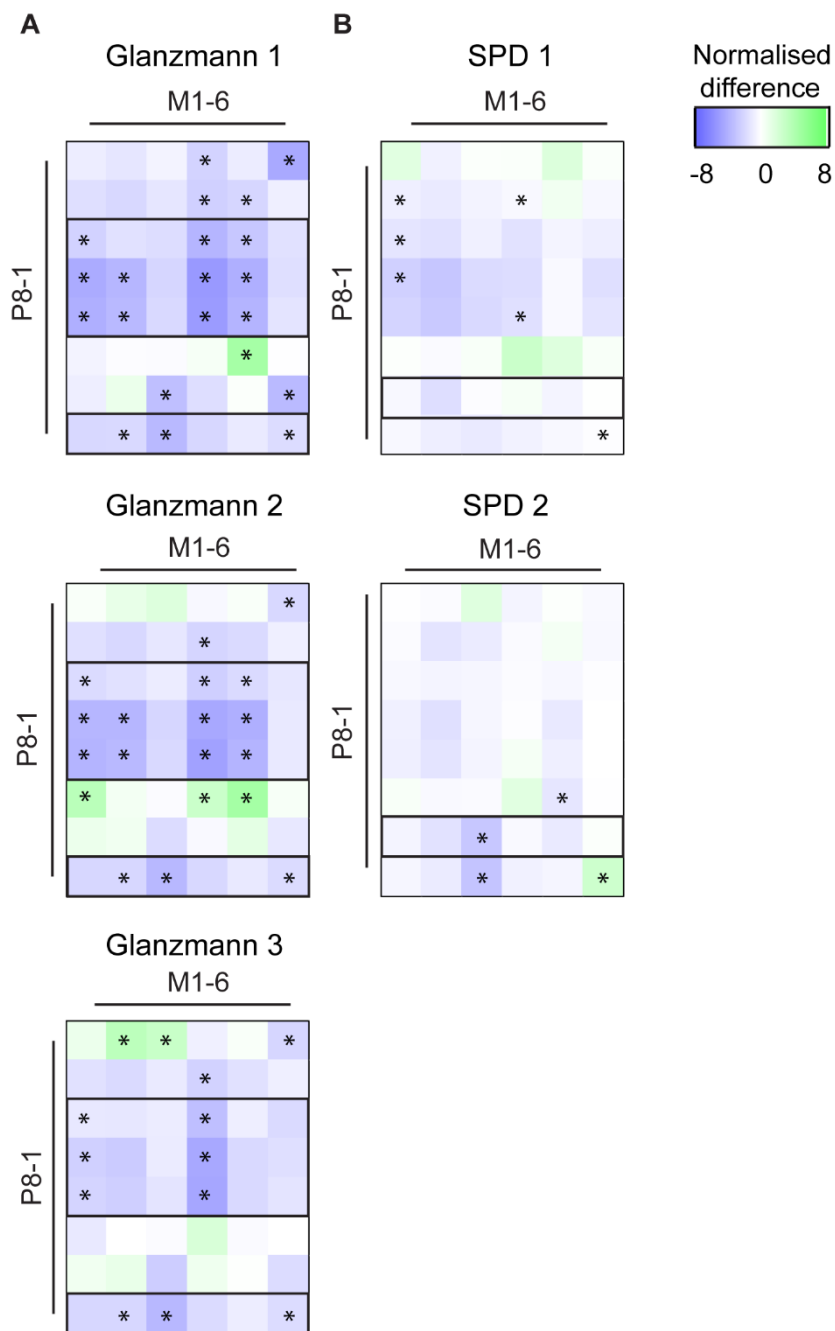 A
B
Glanzmann 1
SPD 1
Normalised
difference
M1-6
M1-6
-8 0 8
P8-1
* *
* *
* * *
* * * *
* * * *
*
* *
* * *
P8-1
* *
*
*
*
*
Glanzmann 2
SPD 2
M1-6
M1-6
P8-1
*
*
* * *
* * * *
* * * *
* * *
* * *
P8-1
*
*
* *
Glanzmann 3
M1-6
P8-1
* * *
*
* *
* *
* *
* * *